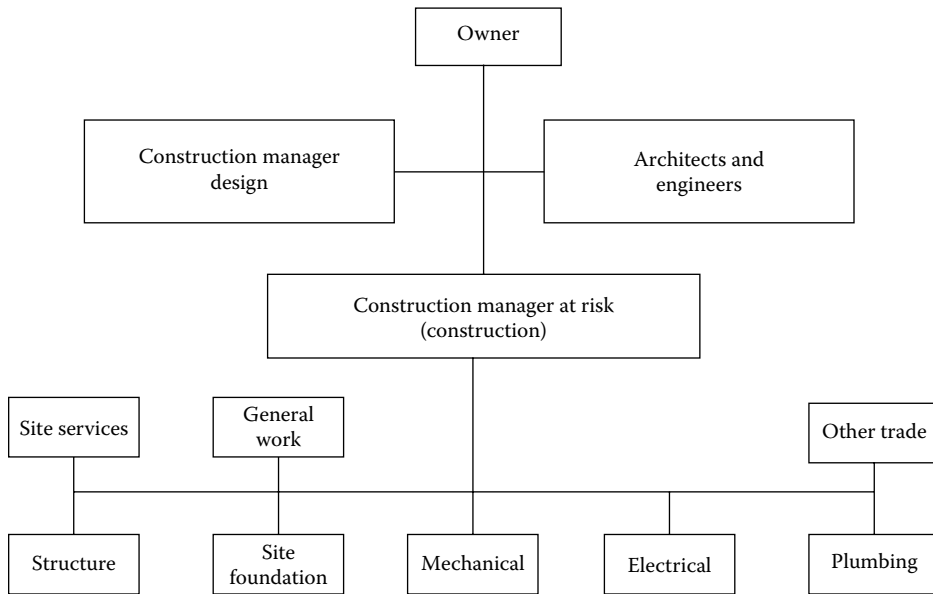 Owner
Construction manager
design
Architects and
engineers
Construction manager at risk
(construction)
Site services
General
work
Other trade
Structure
Site
foundation
Mechanical
Electrical
Plumbing